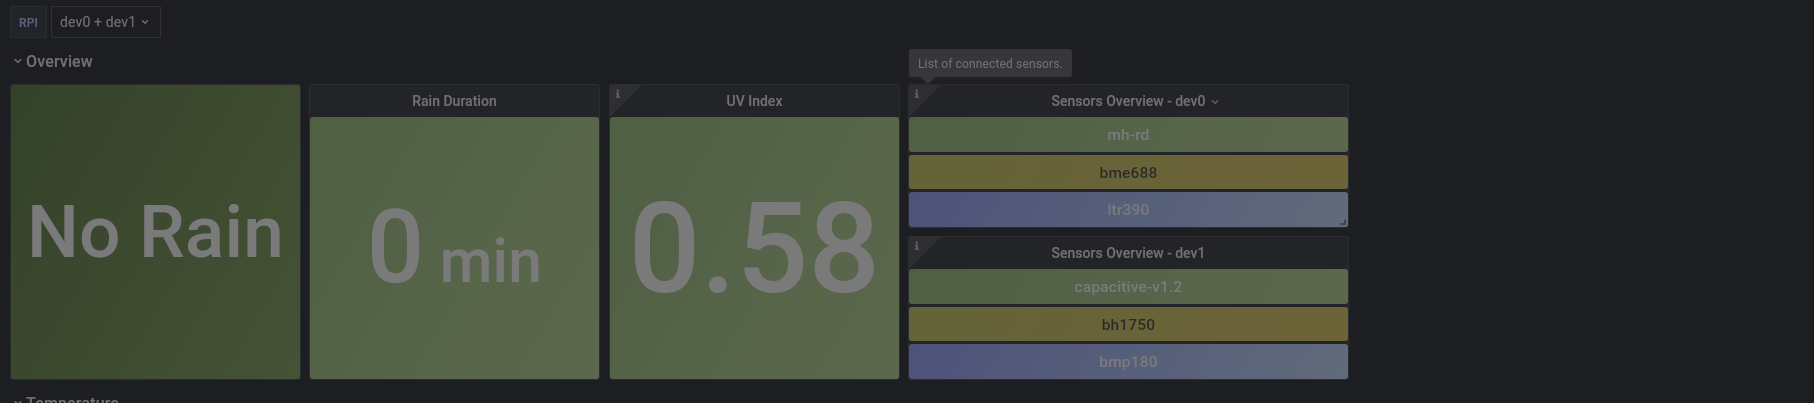 RPI dev0 + dev1
Overview
List of connected sensors.
No Rain
Rain Duration
0 min
UV Index
0.58
Sensors Overview - dev0
mh-rd
bme688
ltr390
Sensors Overview - dev1
capacitive-v1.2
bh1750
bmp180
Temperature